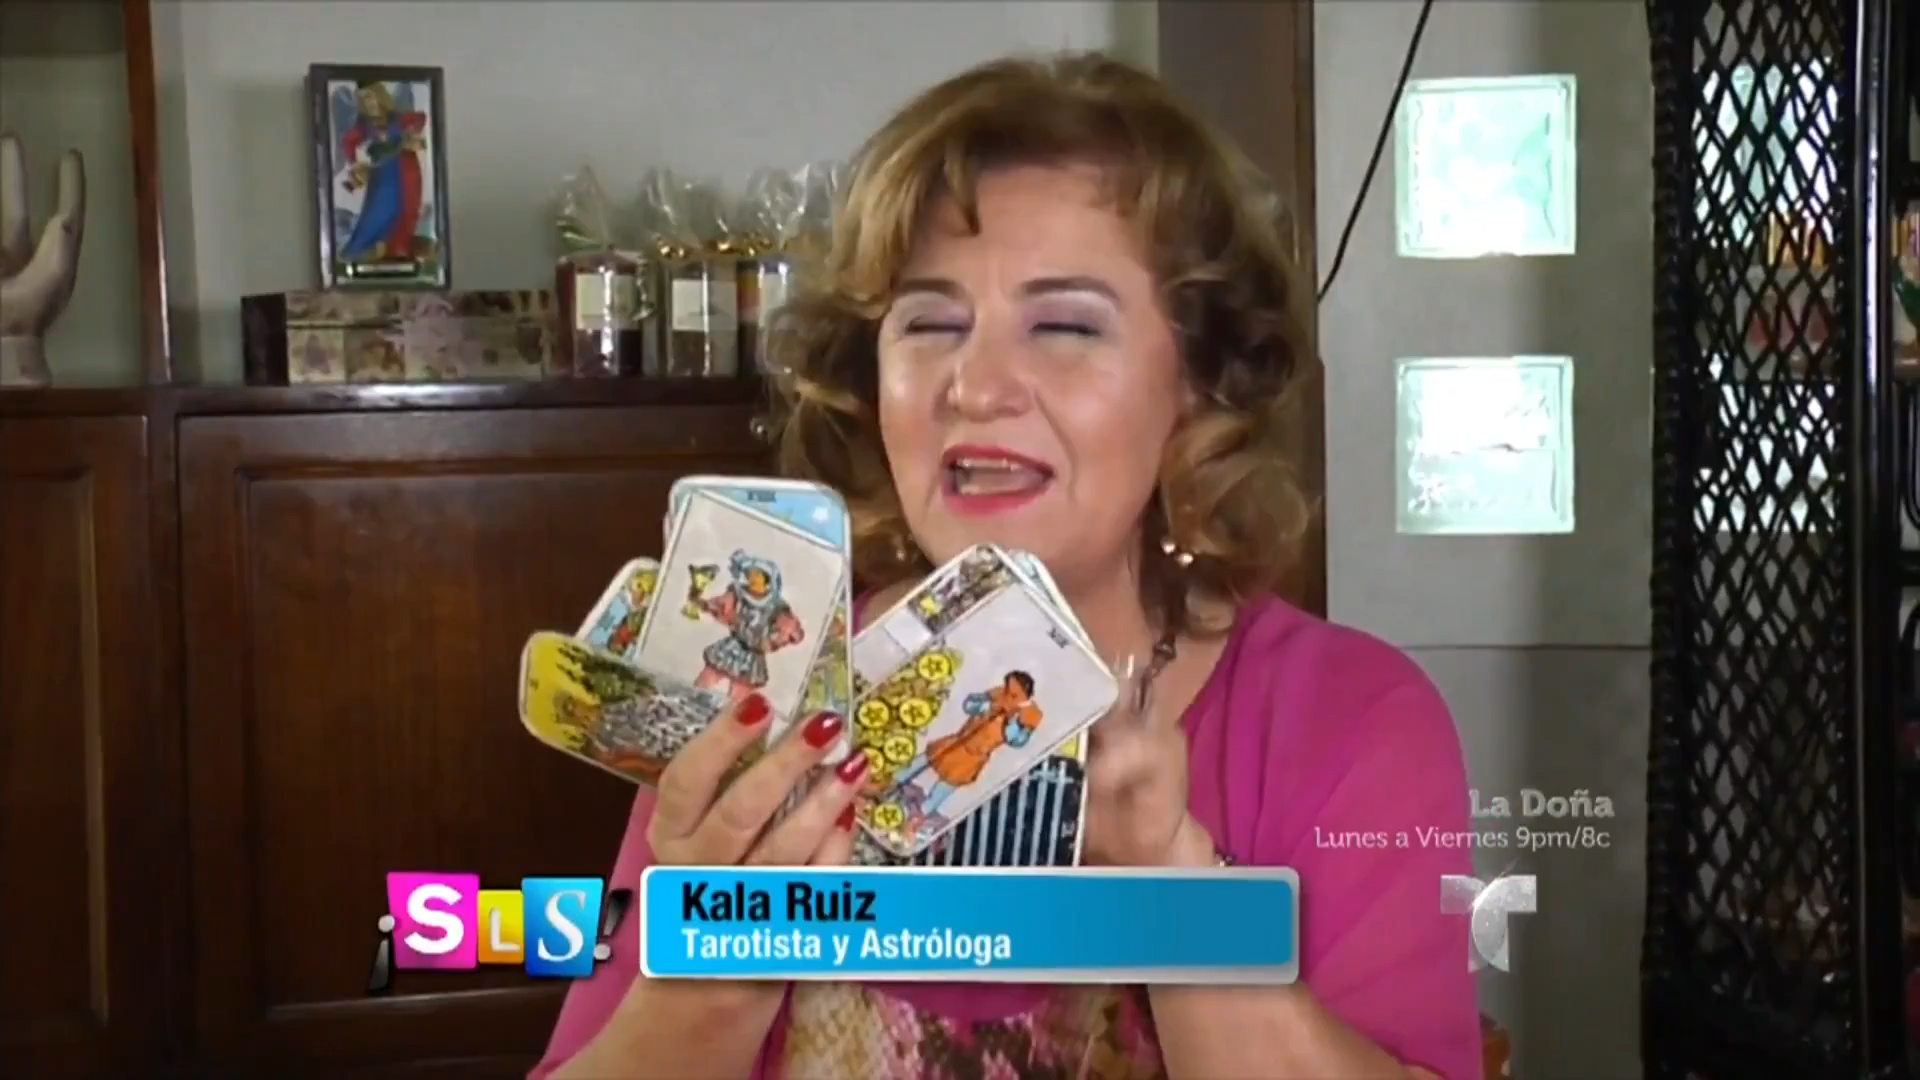 La Doña
Lunes a Viernes 9pm/8c
¡SLS!
Kala Ruiz
Tarotista y Astróloga